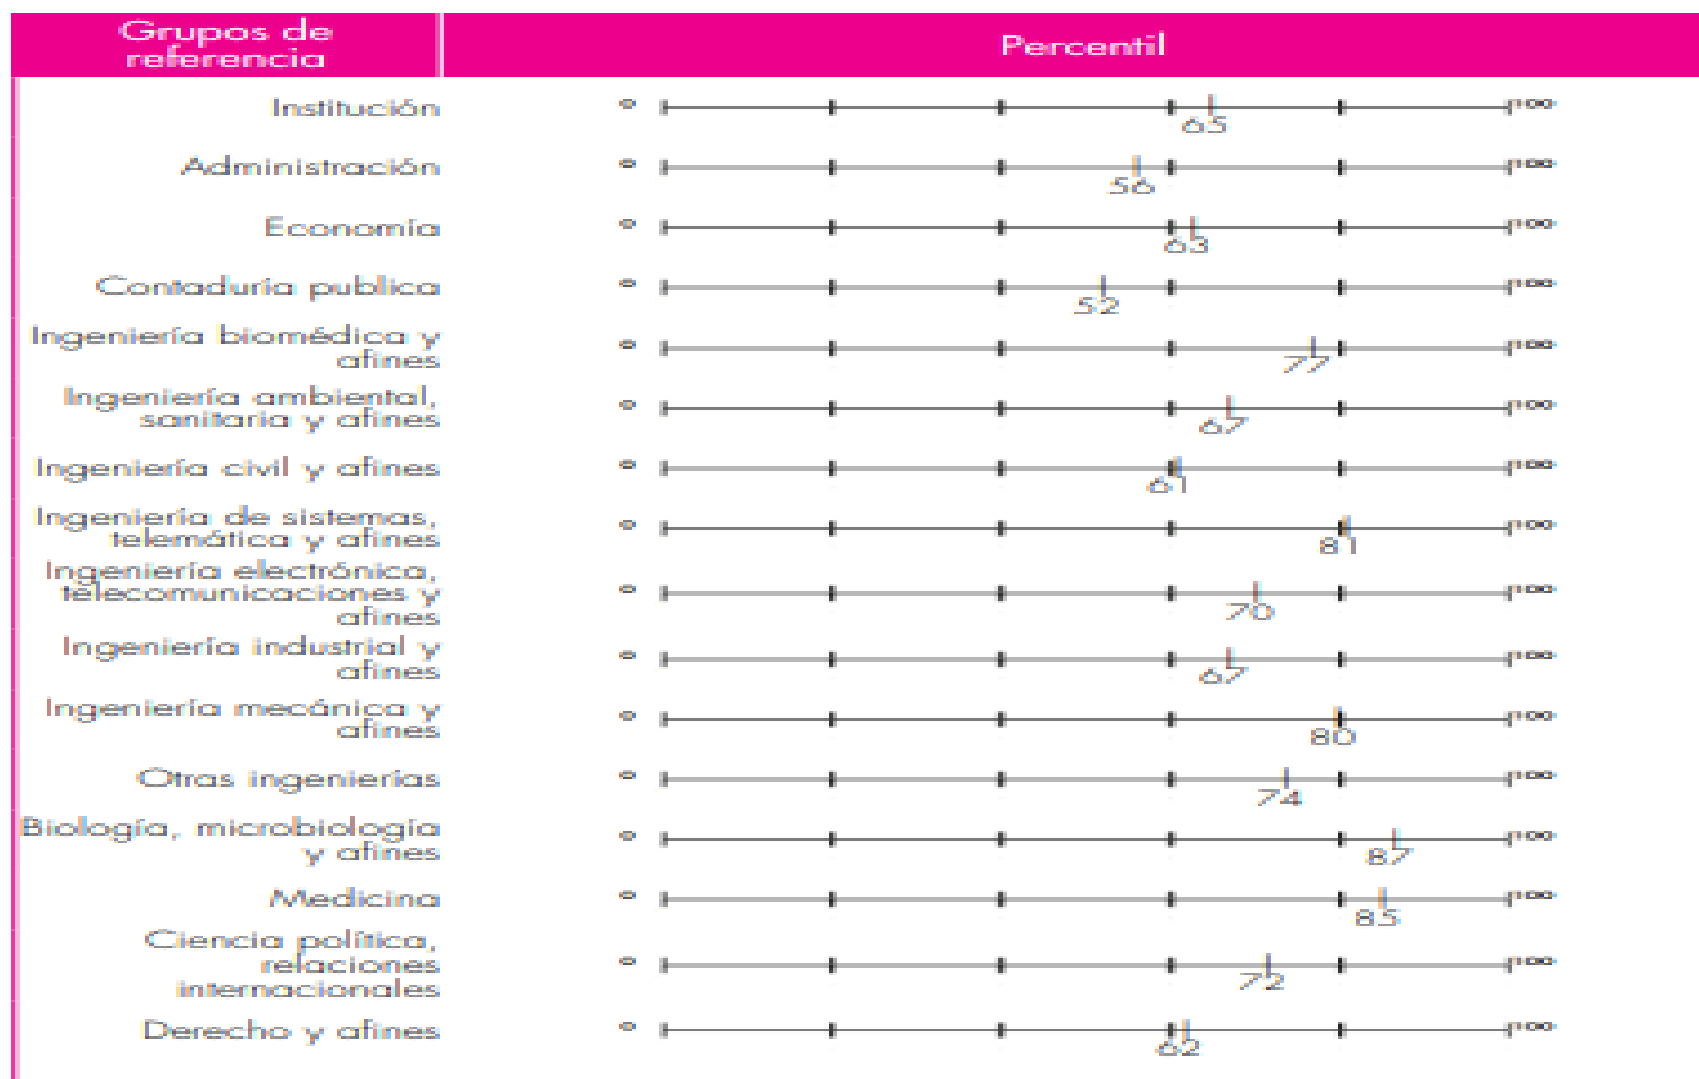 Grupos de
referencia
Percentil
Institución
0 100
65
Administración
0 100
56
Economía
0 100
63
Contaduría publica
0 100
52
Ingeniería biomédica y
afines
0 100
77
Ingeniería ambiental,
sanitaria y afines
0 100
67
Ingeniería civil y afines
0 100
61
Ingeniería de sistemas,
telemática y afines
0 100
81
Ingeniería electrónica,
telecomunicaciones y
afines
0 100
70
Ingeniería industrial y
afines
0 100
67
Ingeniería mecánica y
afines
0 100
80
Otras ingenierías
0 100
74
Biología, microbiología
y afines
0 100
87
Medicina
0 100
85
Ciencia política,
relaciones
internacionales
0 100
72
Derecho y afines
0 100
62